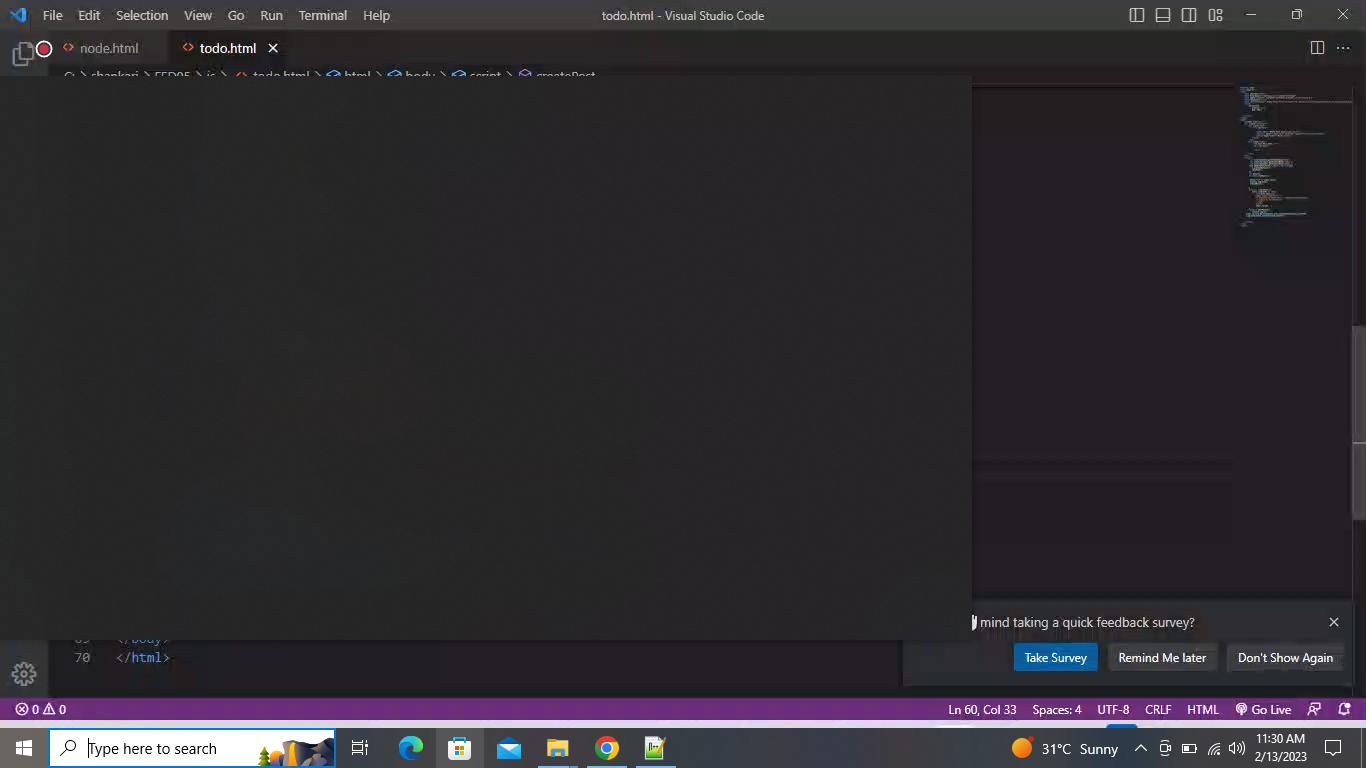 File Edit Selection View Go Run Terminal Help todo.html - Visual Studio Code
node.html todo.html
C: > shankari > FED05 > js > todo.html > html > body > script > createPost
mind taking a quick feedback survey?
Take Survey Remind Me later Don't Show Again
69 </body>
70 </html>
0 0 Ln 60, Col 33 Spaces: 4 UTF-8 CRLF HTML Go Live
Type here to search 31°C Sunny 11:30 AM
2/13/2023